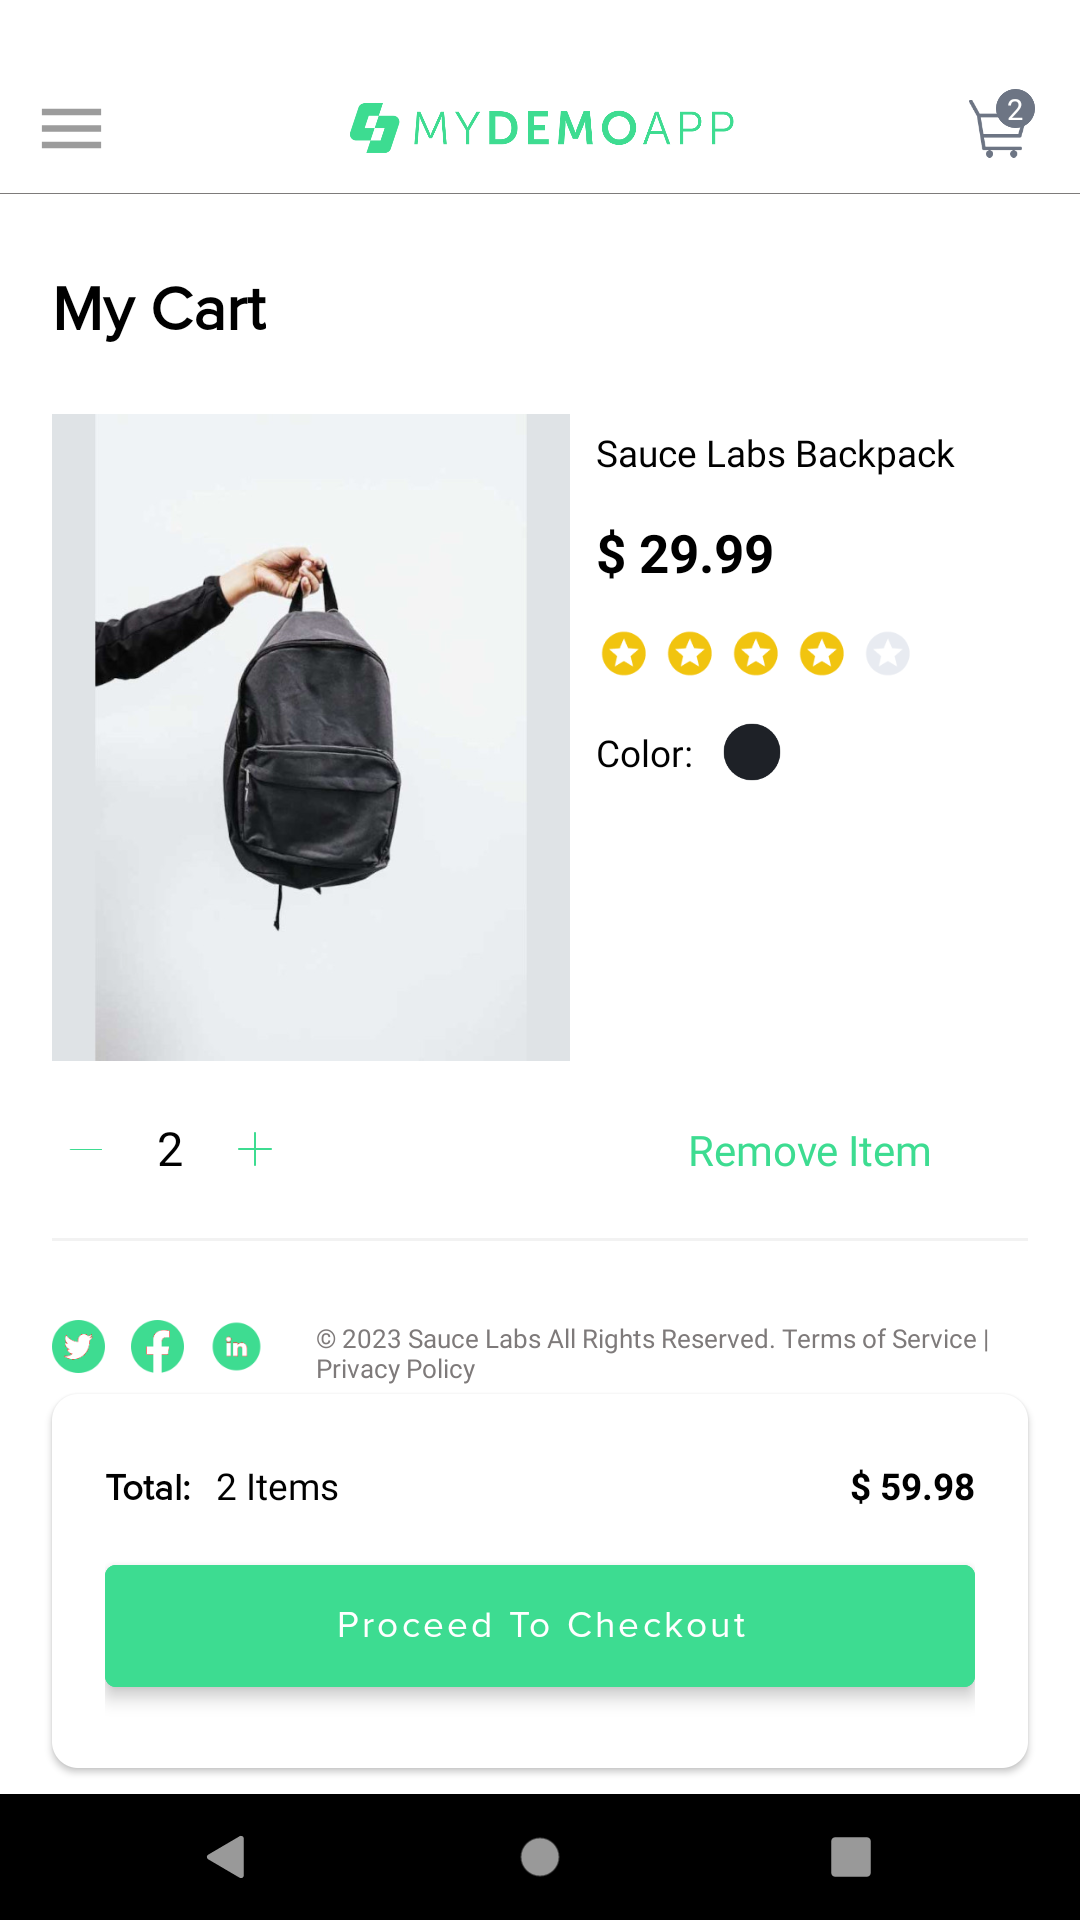 MYDEMOAPP
2
My Cart
Sauce Labs Backpack
$ 29.99
Color:
2
Remove Item
in
© 2023 Sauce Labs All Rights Reserved. Terms of Service |
Privacy Policy
Total: 2 Items $ 59.98
Proceed To Checkout